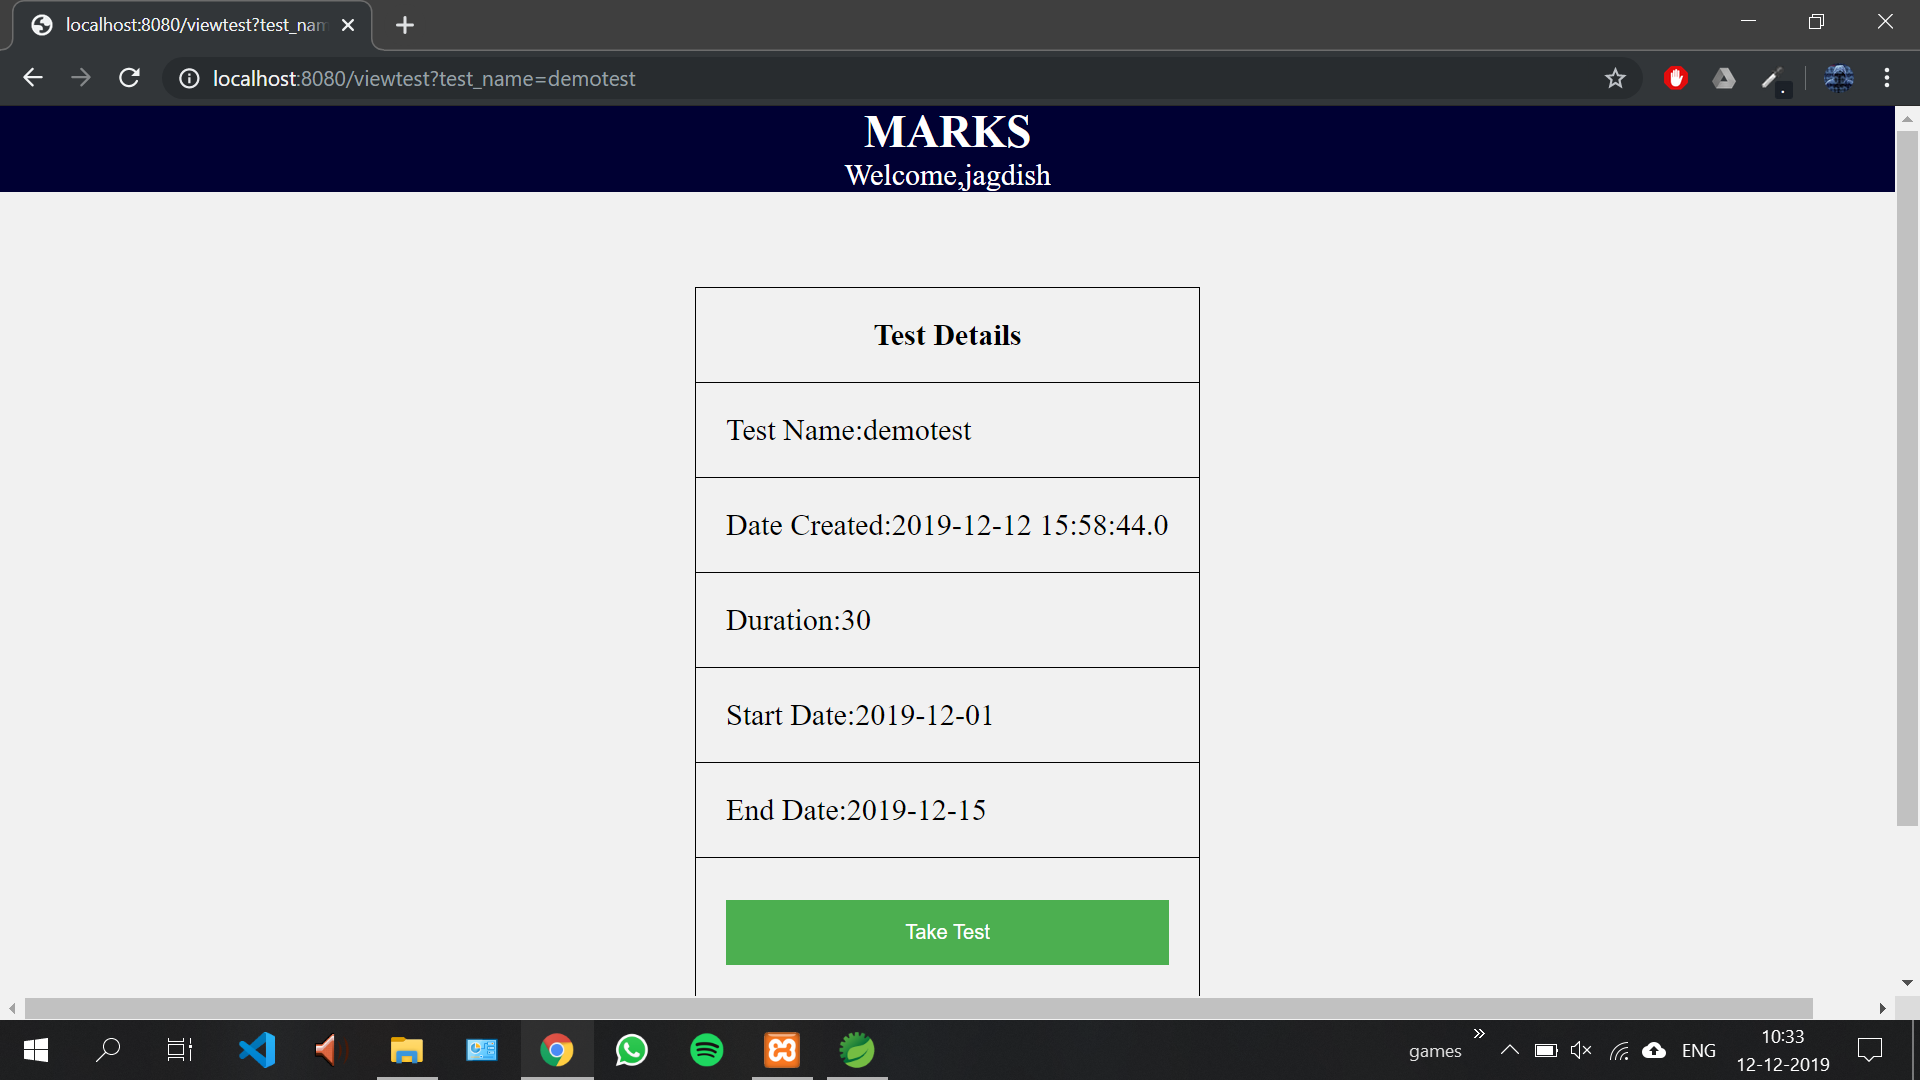 localhost:8080/viewtest?test_nam
localhost:8080/viewtest?test_name=demotest
MARKS
Welcome,jagdish
Test Details
Test Name:demotest
Date Created:2019-12-12 15:58:44.0
Duration:30
Start Date:2019-12-01
End Date:2019-12-15
Take Test
games
ENG
10:33
12-12-2019